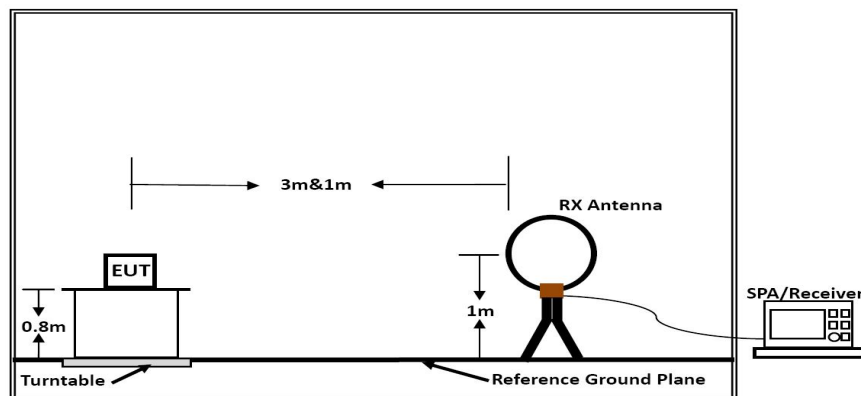 3m&1m
RX Antenna
EUT
SPA/Receiver
0.8m
1m
Turntable
Reference Ground Plane